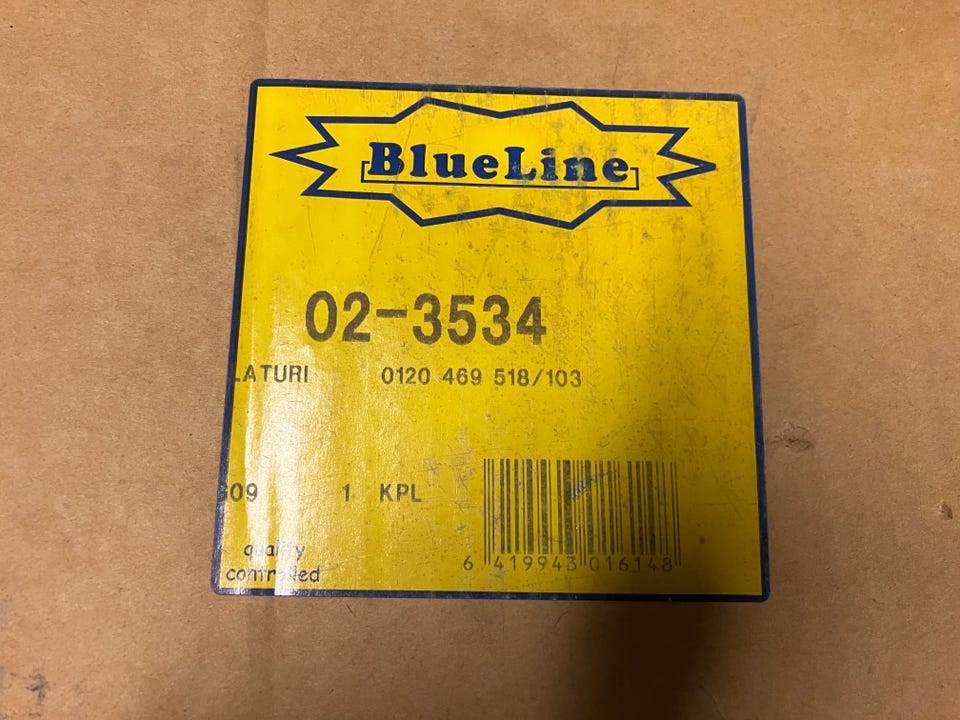 BlueLine
02-3534
LATURI 0120 469 518/103
09 1 KPL
6 419943 016148
quality
controlled